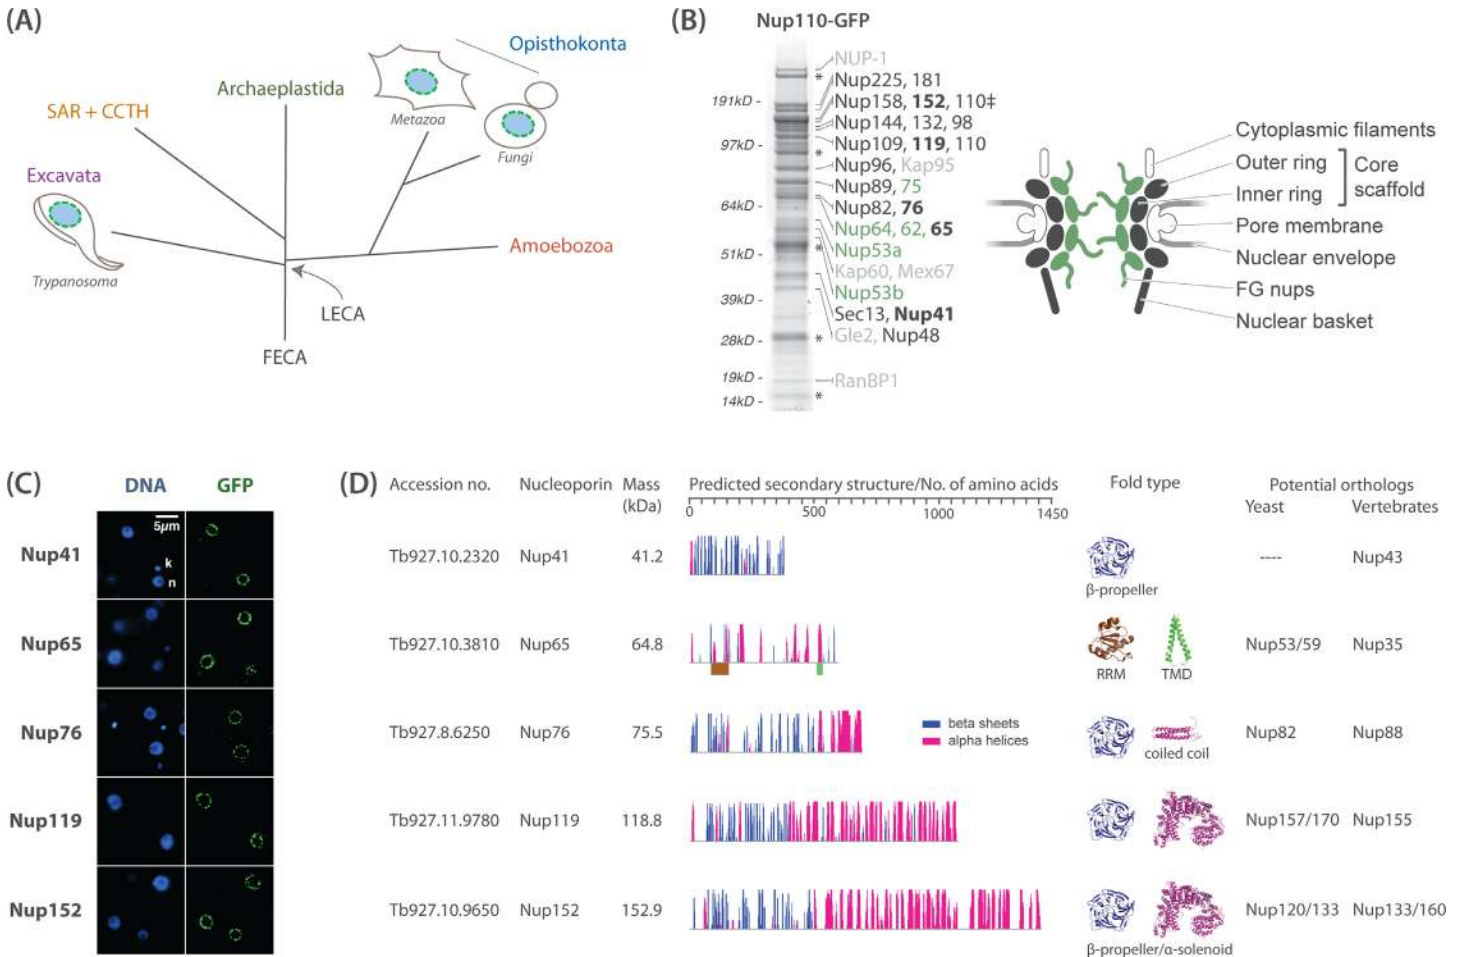 (A)
Opisthokonta
Archaeplastida
SAR + CCTH
Metazoa
Fungi
Excavata
Trypanosoma
Amoebozoa
LECA
FECA
(B)
Nup110-GFP
191kD -
97kD -
64kD -
51kD -
39kD -
28kD -
19kD -
14kD -
*
*
*
*
*
NUP-1
Nup225, 181
Nup158, 152, 110‡
Nup144, 132, 98
Nup109, 119, 110
Nup96, Kap95
Nup89, 75
Nup82, 76
Nup64, 62, 65
Nup53a
Kap60, Mex67
Nup53b
Sec13, Nup41
Gle2, Nup48
RanBP1
Cytoplasmic filaments
Outer ring
Inner ring
Core scaffold
Pore membrane
Nuclear envelope
FG nups
Nuclear basket
(C)
DNA GFP
5µm
k
n
Nup41
Nup65
Nup76
Nup119
Nup152
(D)
Accession no. Nucleoporin Mass (kDa) Predicted secondary structure/No. of amino acids Fold type Potential orthologs
Yeast Vertebrates
0 500 1000 1450
Tb927.10.2320 Nup41 41.2 β-propeller ---- Nup43
Tb927.10.3810 Nup65 64.8 RRM TMD Nup53/59 Nup35
beta sheets
alpha helices
Tb927.8.6250 Nup76 75.5 coiled coil Nup82 Nup88
Tb927.11.9780 Nup119 118.8 Nup157/170 Nup155
Tb927.10.9650 Nup152 152.9 Nup120/133 Nup133/160
β-propeller/α-solenoid